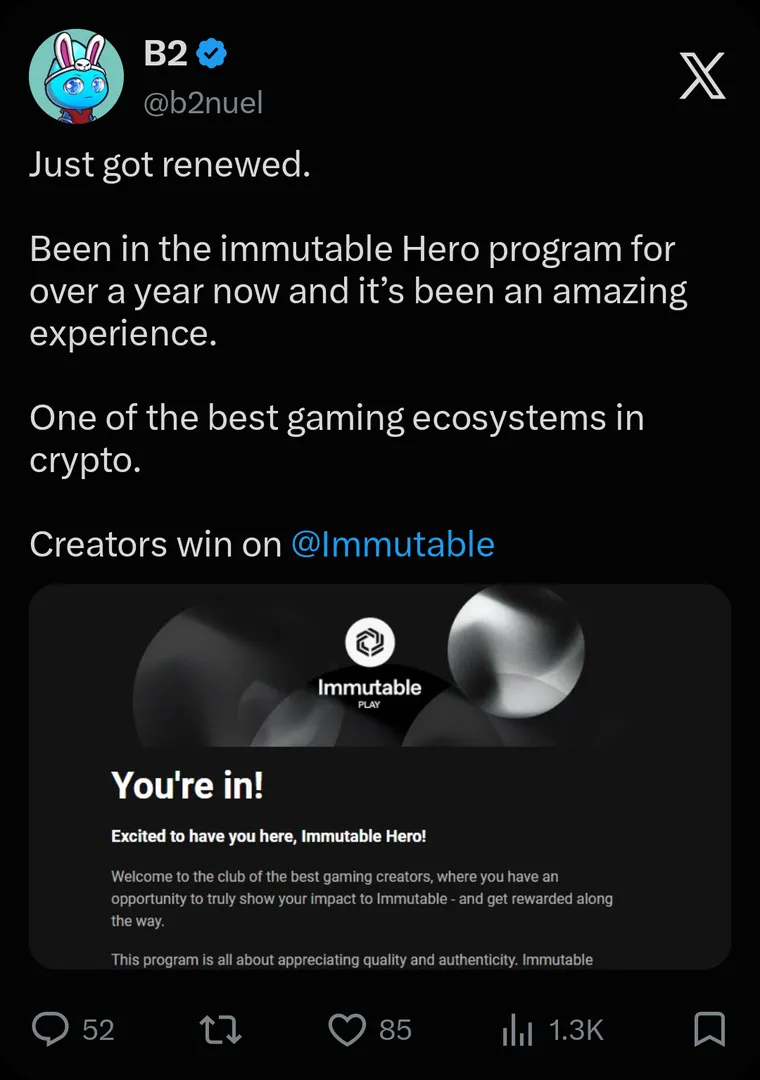 B2
@b2nuel
Just got renewed.
Been in the immutable Hero program for
over a year now and it’s been an amazing
experience.
One of the best gaming ecosystems in
crypto.
Creators win on @Immutable
Immutable
PLAY
You're in!
Excited to have you here, Immutable Hero!
Welcome to the club of the best gaming creators, where you have an
opportunity to truly show your impact to Immutable - and get rewarded along
the way.
This program is all about appreciating quality and authenticity. Immutable
52 85 1.3K